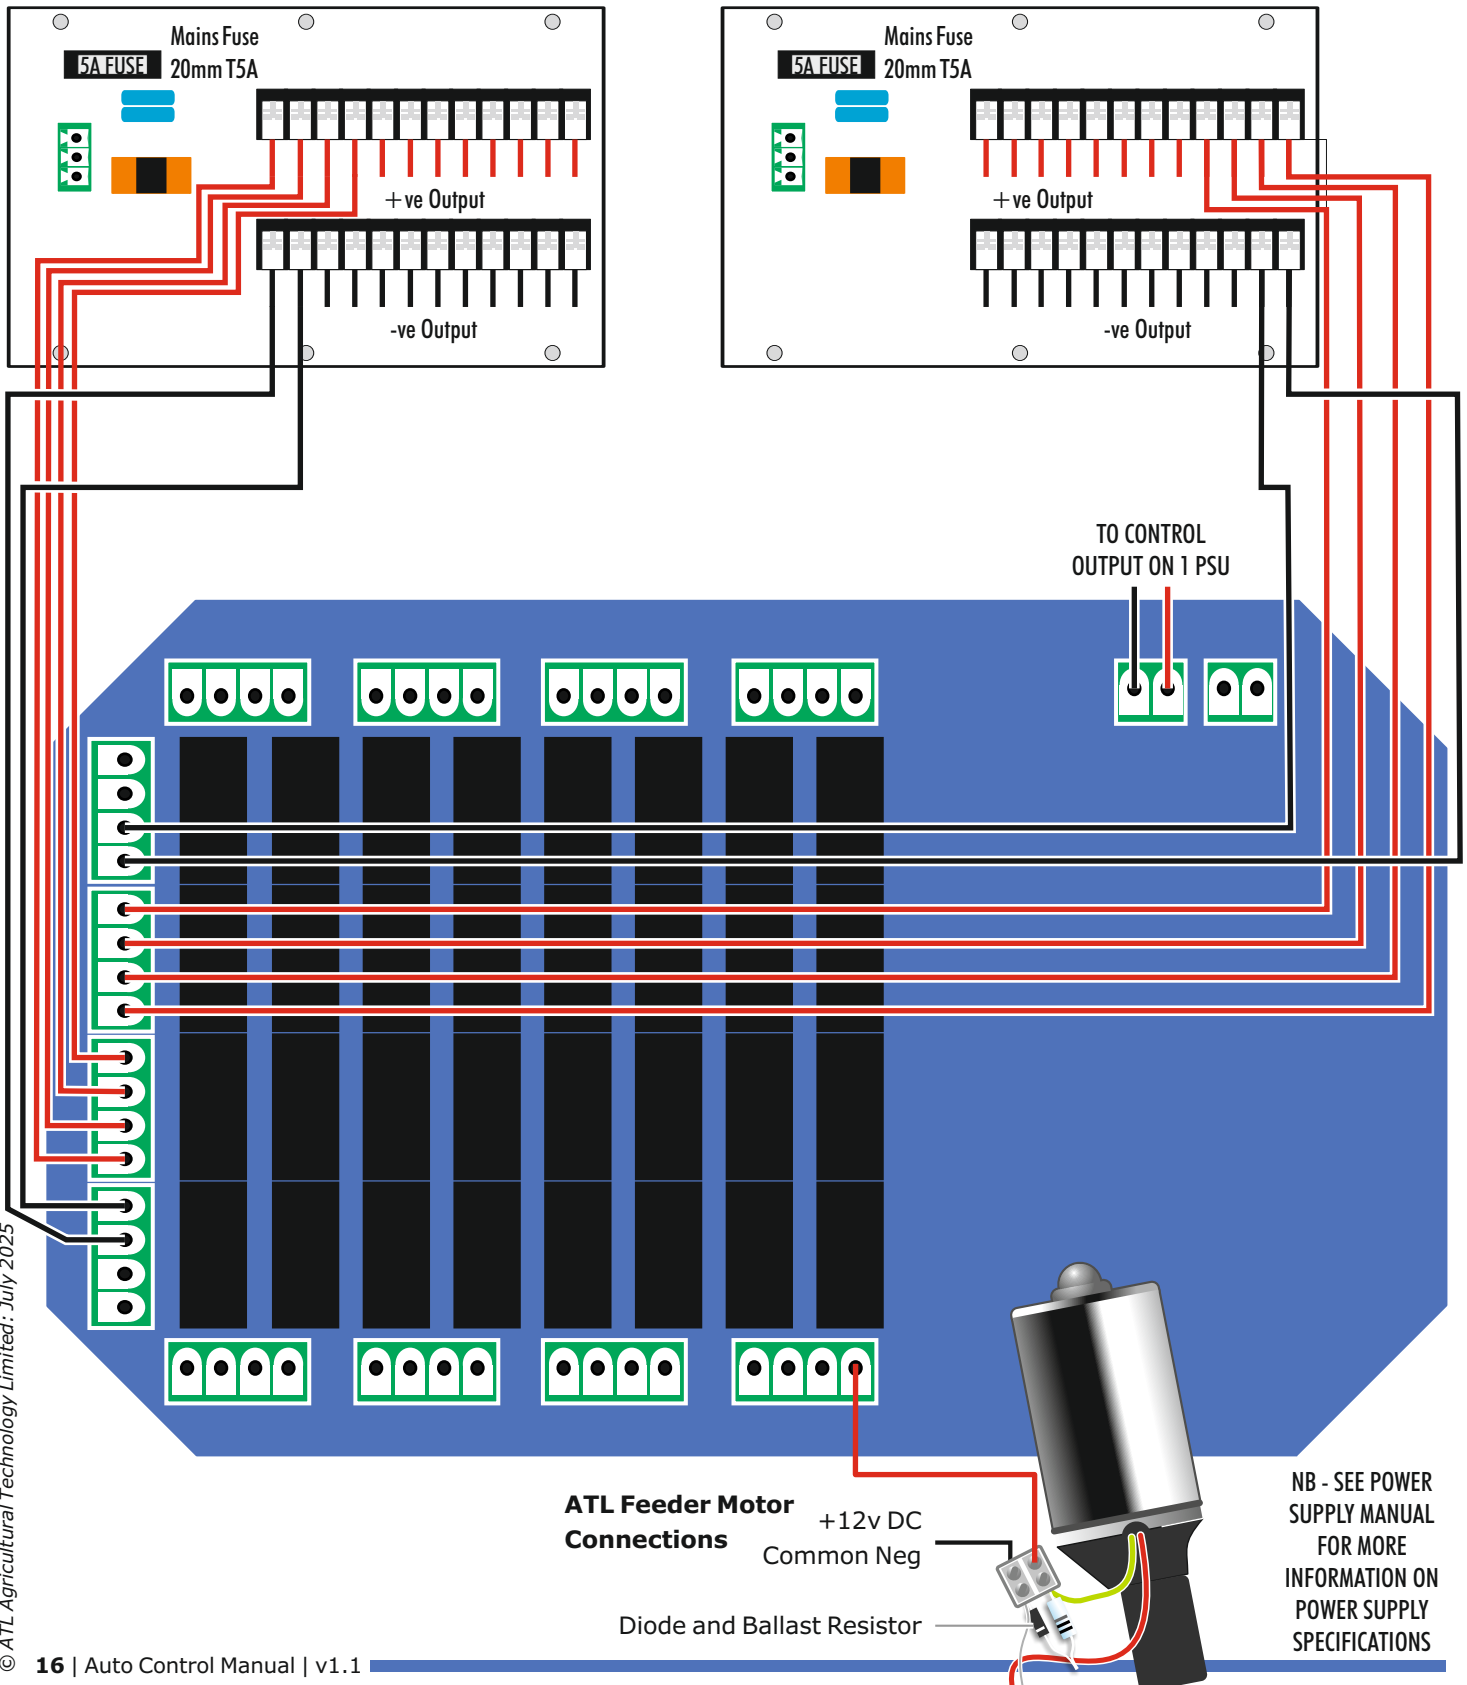 Mains Fuse
5A FUSE
20mm T5A
+ve Output
-ve Output
Mains Fuse
5A FUSE
20mm T5A
+ve Output
-ve Output
TO CONTROL
OUTPUT ON 1 PSU
ATL Feeder Motor
Connections
+12v DC
Common Neg
Diode and Ballast Resistor
NB - SEE POWER
SUPPLY MANUAL
FOR MORE
INFORMATION ON
POWER SUPPLY
SPECIFICATIONS
© ATL Agricultural Technology Limited: July 2025
16 | Auto Control Manual | v1.1